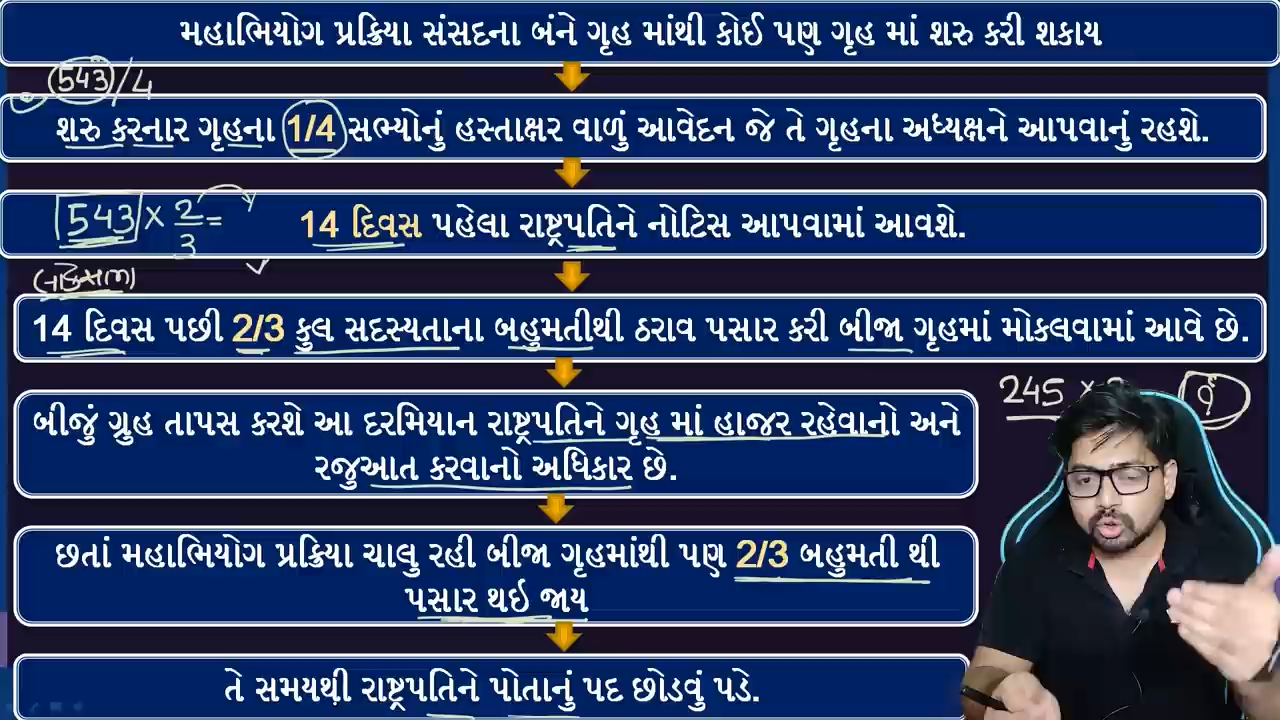 મહાભિયોગ પ્રક્રિયા સંસદના બંને ગૃહ માંથી કોઈ પણ ગૃહ માં શરુ કરી શકાય
543/4
શરુ કરનાર ગૃહના 1/4 સભ્યોનું હસ્તાક્ષર વાળું આવેદન જે તે ગૃહના અધ્યક્ષને આપવાનું રહશે.
543 × 2/3 =
14 દિવસ પહેલા રાષ્ટ્રપતિને નોટિસ આપવામાં આવશે.
14 દિવસ પછી 2/3 કુલ સદસ્યતાના બહુમતીથી ઠરાવ પસાર કરી બીજા ગૃહમાં મોકલવામાં આવે છે.
245 ×
બીજું ગ્રુહ તાપસ કરશે આ દરમિયાન રાષ્ટ્રપતિને ગૃહ માં હાજર રહેવાનો અને
રજુઆત કરવાનો અધિકાર છે.
છતાં મહાભિયોગ પ્રક્રિયા ચાલુ રહી બીજા ગૃહમાંથી પણ 2/3 બહુમતી થી
પસાર થઇ જાય
તે સમયથી રાષ્ટ્રપતિને પોતાનું પદ છોડવું પડે.